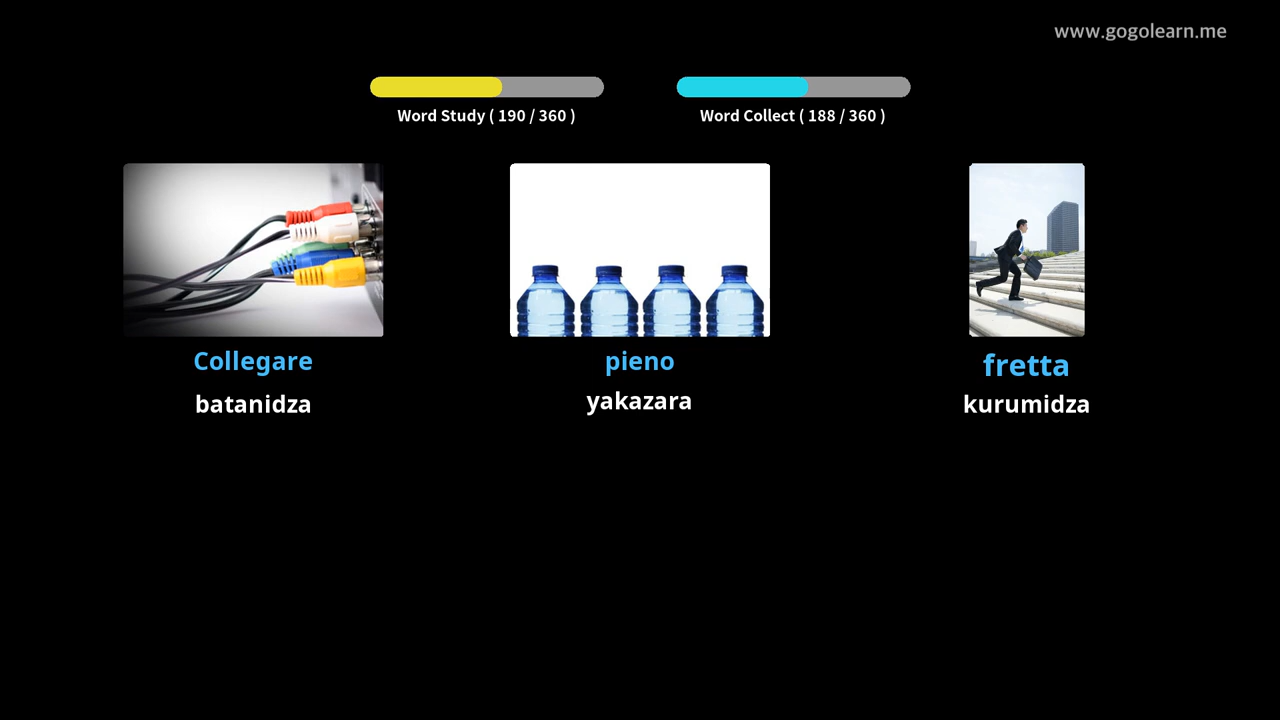 www.gogolearn.me
Word Study ( 190 / 360 )
Word Collect ( 188 / 360 )
Collegare
batanidza
pieno
yakazara
fretta
kurumidza